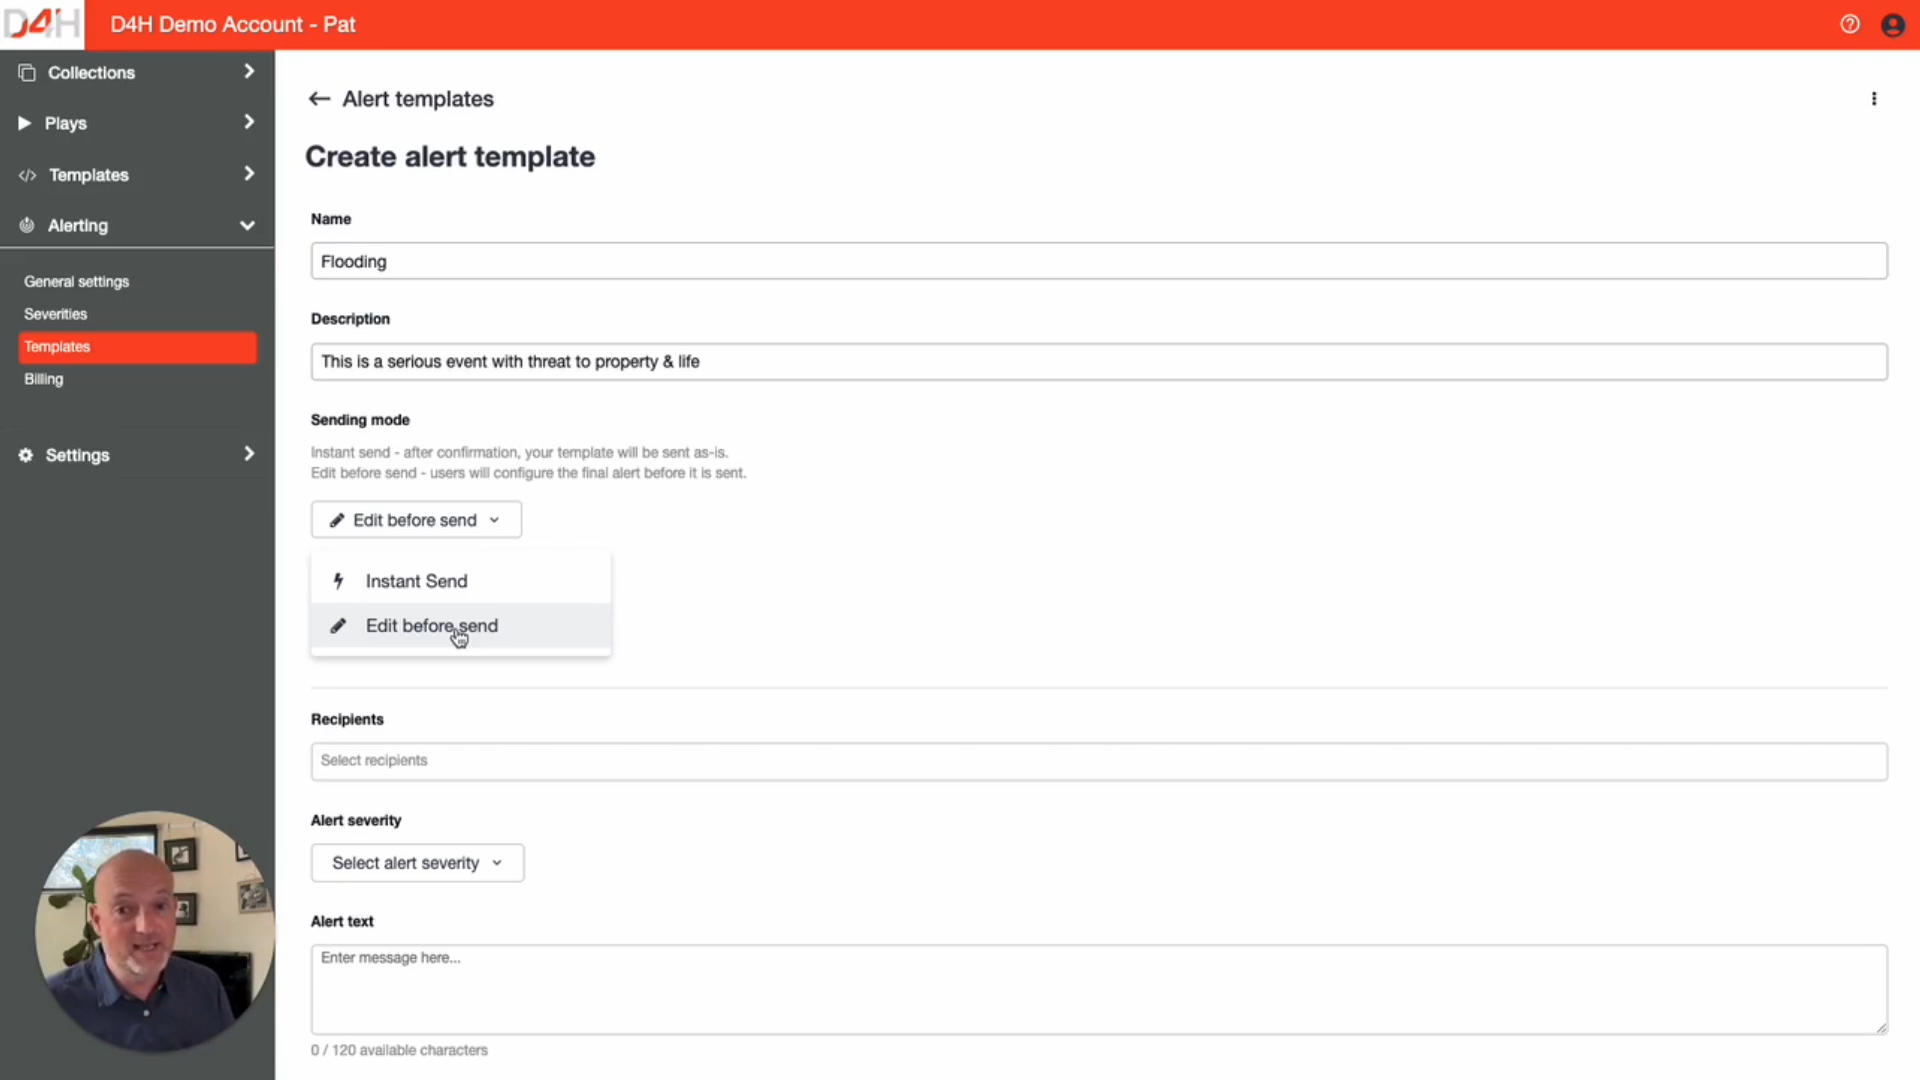 D4H
D4H Demo Account - Pat
Collections
Plays
Templates
Alerting
General settings
Severities
Templates
Billing
Settings
Alert templates
Create alert template
Name
Flooding
Description
This is a serious event with threat to property & life
Sending mode
Instant send - after confirmation, your template will be sent as-is.
Edit before send - users will configure the final alert before it is sent.
Edit before send
Instant Send
Edit before send
Recipients
Select recipients
Alert severity
Select alert severity
Alert text
Enter message here...
0 / 120 available characters